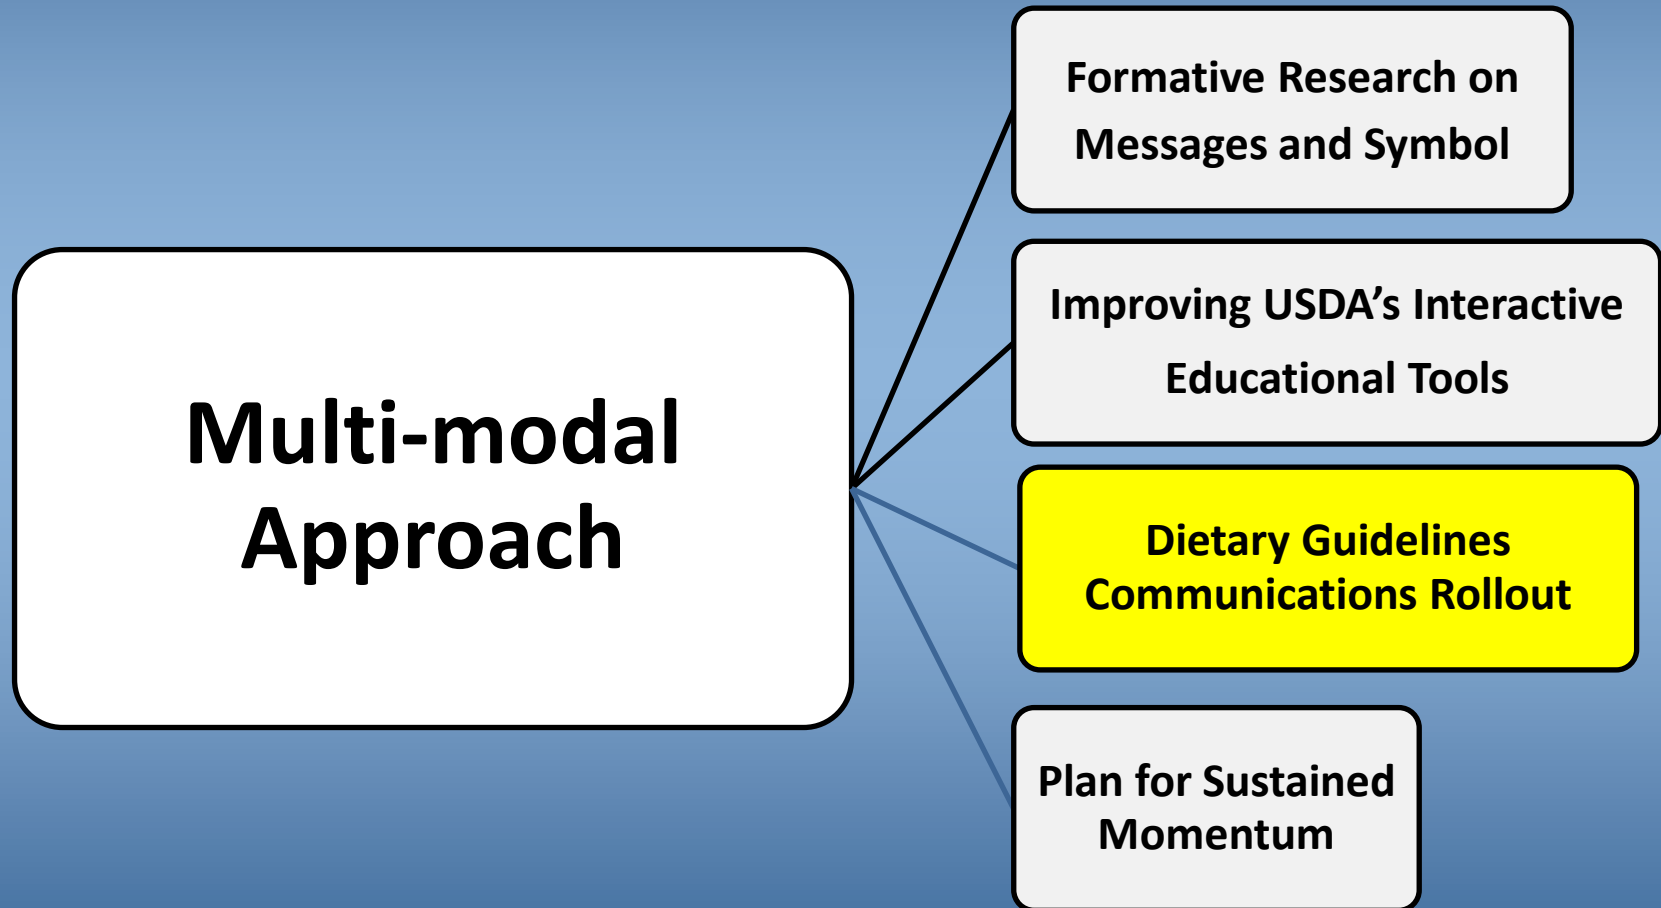 Multi-modal
Approach
Formative Research on
Messages and Symbol
Improving USDA’s Interactive
Educational Tools
Dietary Guidelines
Communications Rollout
Plan for Sustained
Momentum